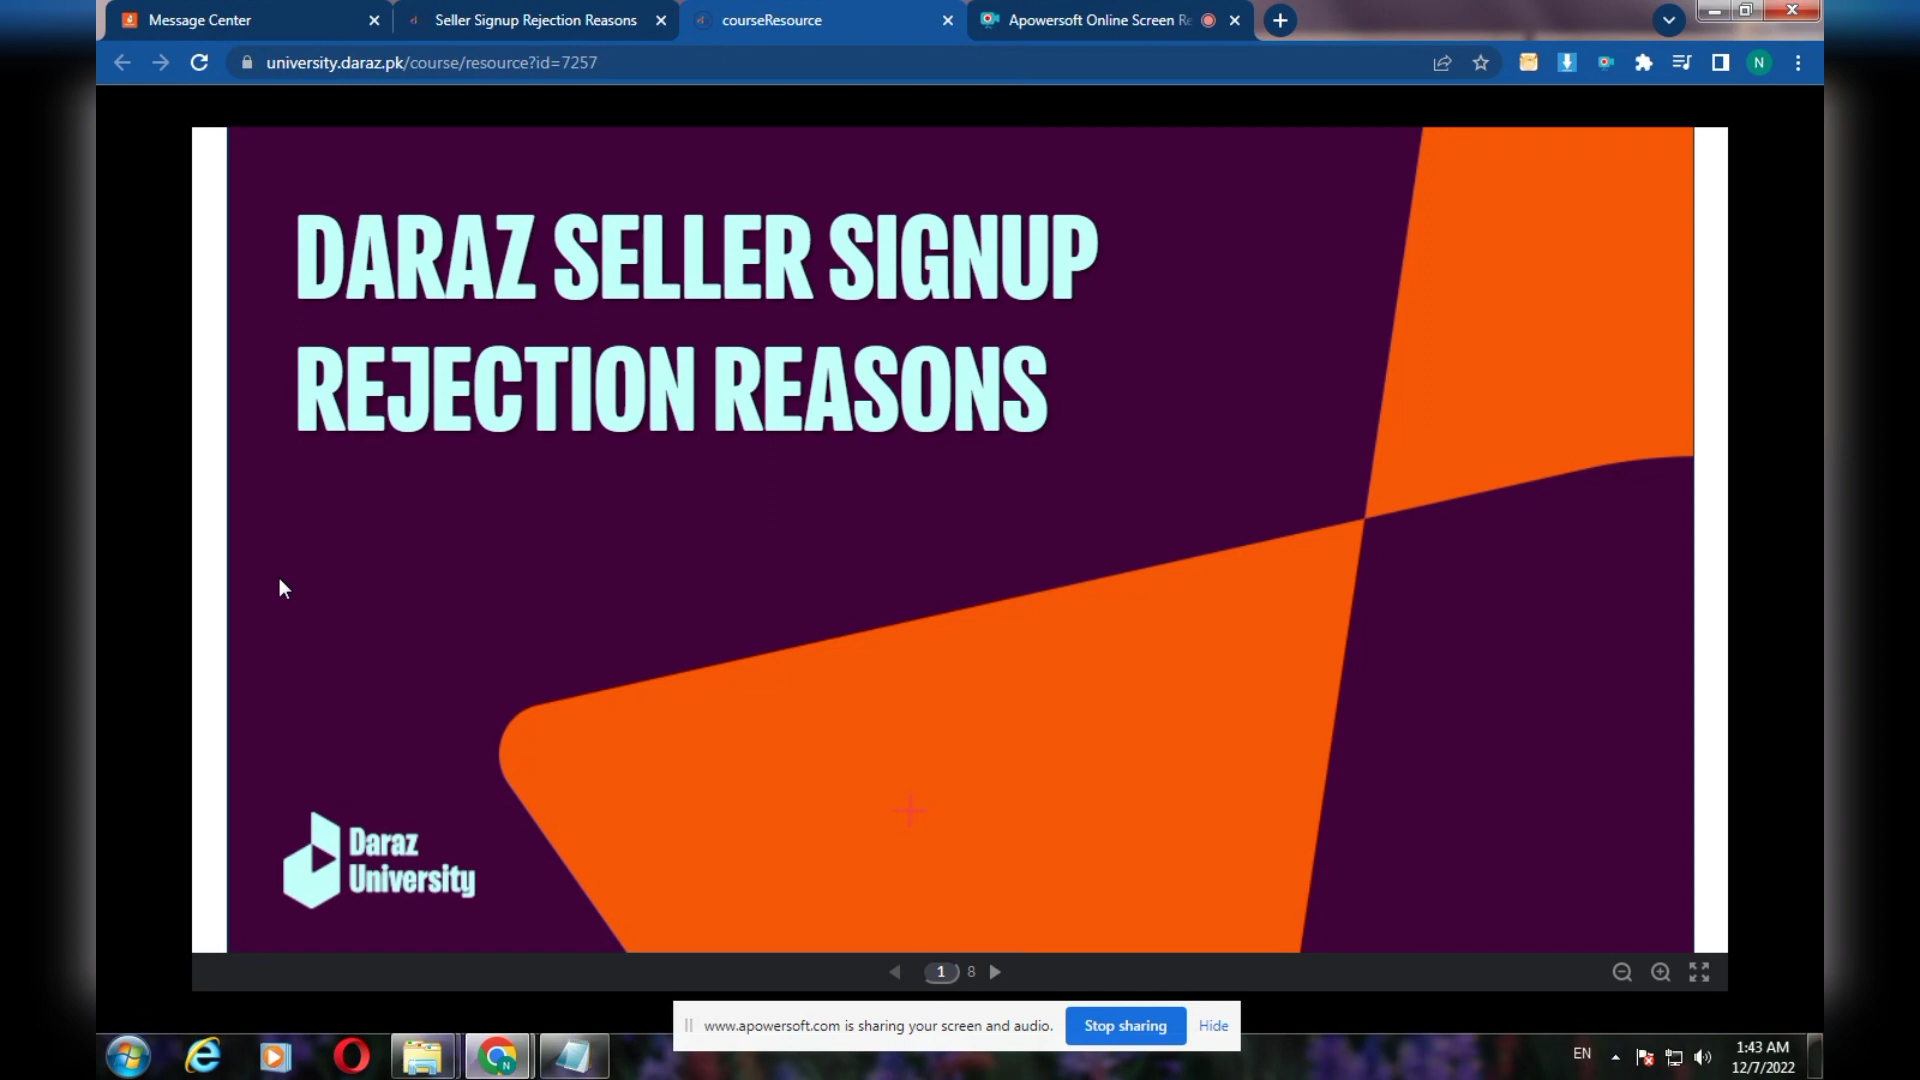 Message Center
Seller Signup Rejection Reasons
courseResource
Apowersoft Online Screen Re
university.daraz.pk/course/resource?id=7257
N
DARAZ SELLER SIGNUP
REJECTION REASONS
Daraz
University
1 8
www.apowersoft.com is sharing your screen and audio.
Stop sharing
Hide
N
EN
1:43 AM
12/7/2022